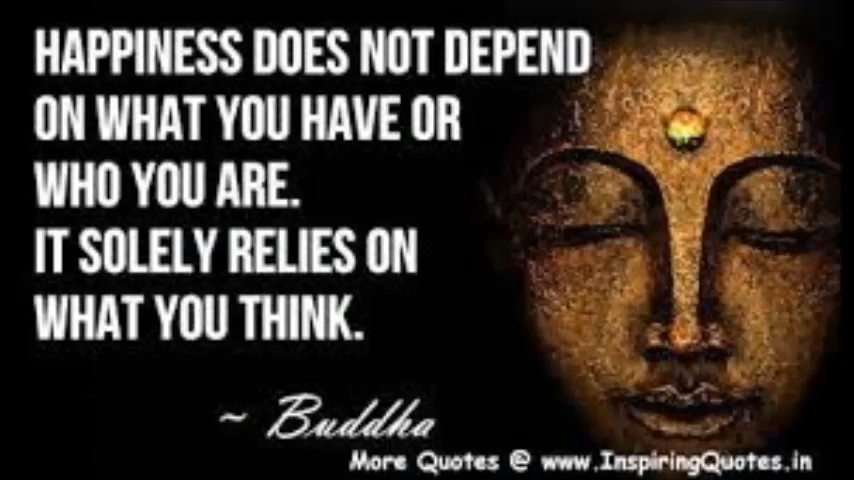 HAPPINESS DOES NOT DEPEND
ON WHAT YOU HAVE OR
WHO YOU ARE.
IT SOLELY RELIES ON
WHAT YOU THINK.
~ Buddha
More Quotes @ www.InspiringQuotes.in